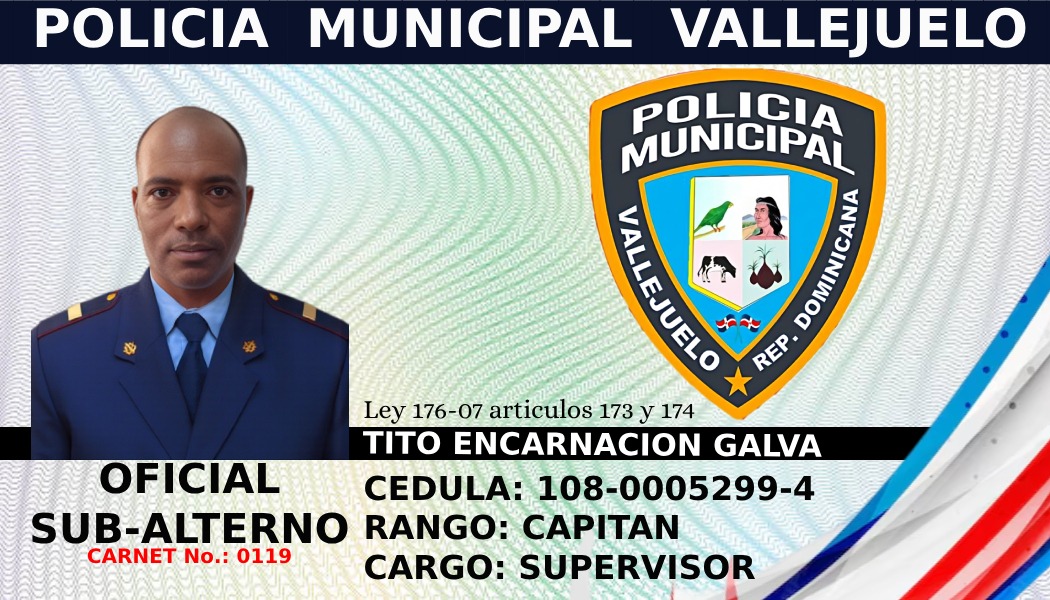 POLICIA MUNICIPAL VALLEJUELO
POLICIA
MUNICIPAL
VALLEJUELO
REP. DOMINICANA
Ley 176-07 articulos 173 y 174
TITO ENCARNACION GALVA
OFICIAL
SUB-ALTERNO
CARNET No.: 0119
CEDULA: 108-0005299-4
RANGO: CAPITAN
CARGO: SUPERVISOR